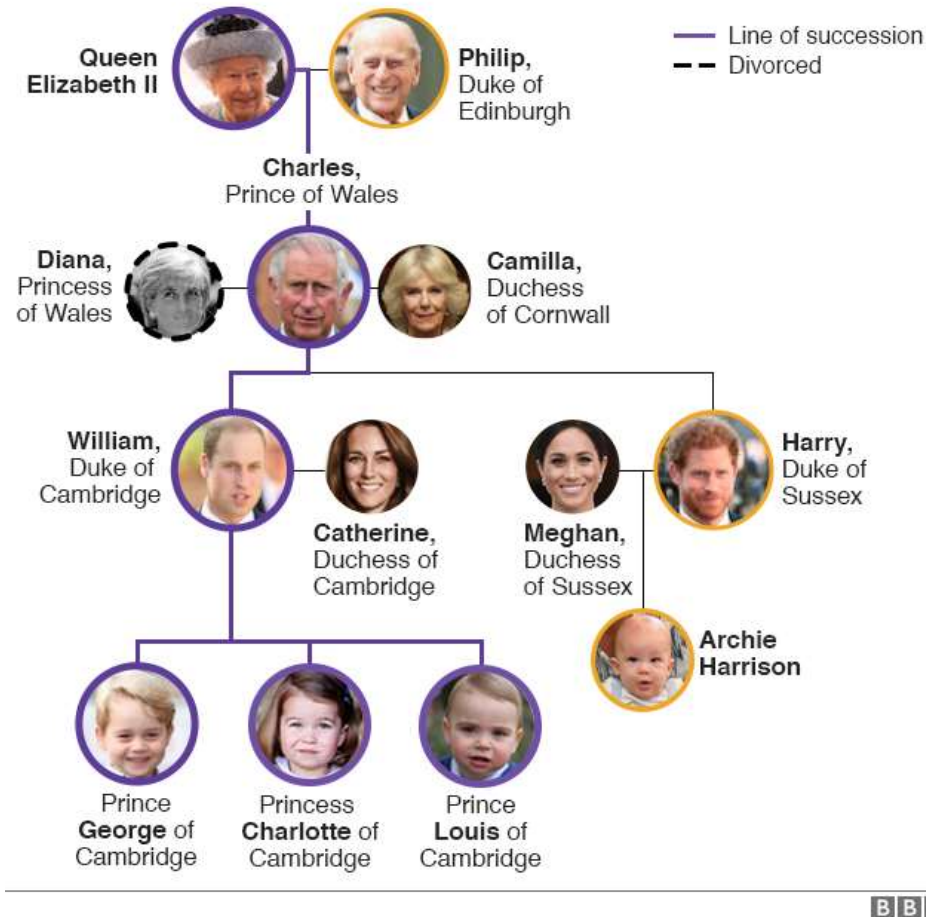 Queen
Elizabeth II
Philip,
Duke of
Edinburgh
Line of succession
Divorced
Charles,
Prince of Wales
Diana,
Princess
of Wales
Camilla,
Duchess
of Cornwall
William,
Duke of
Cambridge
Catherine,
Duchess of
Cambridge
Meghan,
Duchess
of Sussex
Harry,
Duke of
Sussex
Archie
Harrison
Prince
George of
Cambridge
Princess
Charlotte of
Cambridge
Prince
Louis of
Cambridge
BB